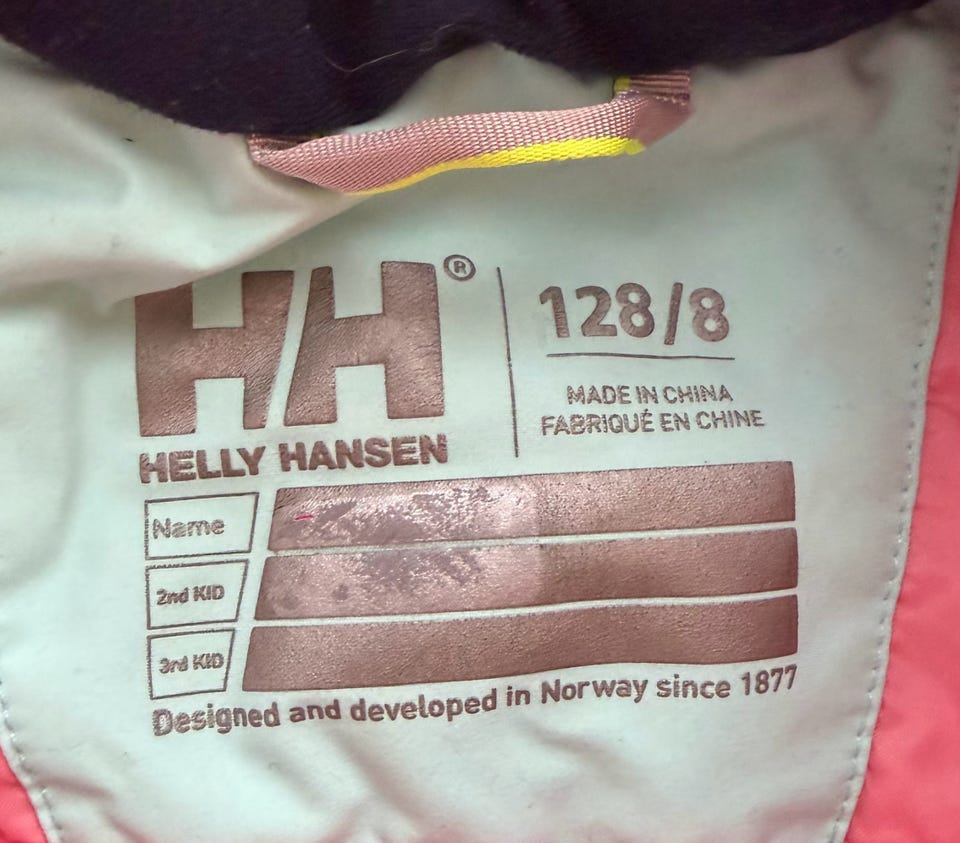 HH®
HELLY HANSEN
128/8
MADE IN CHINA
FABRIQUÉ EN CHINE
Name
2nd KID
3rd KID
Designed and developed in Norway since 1877